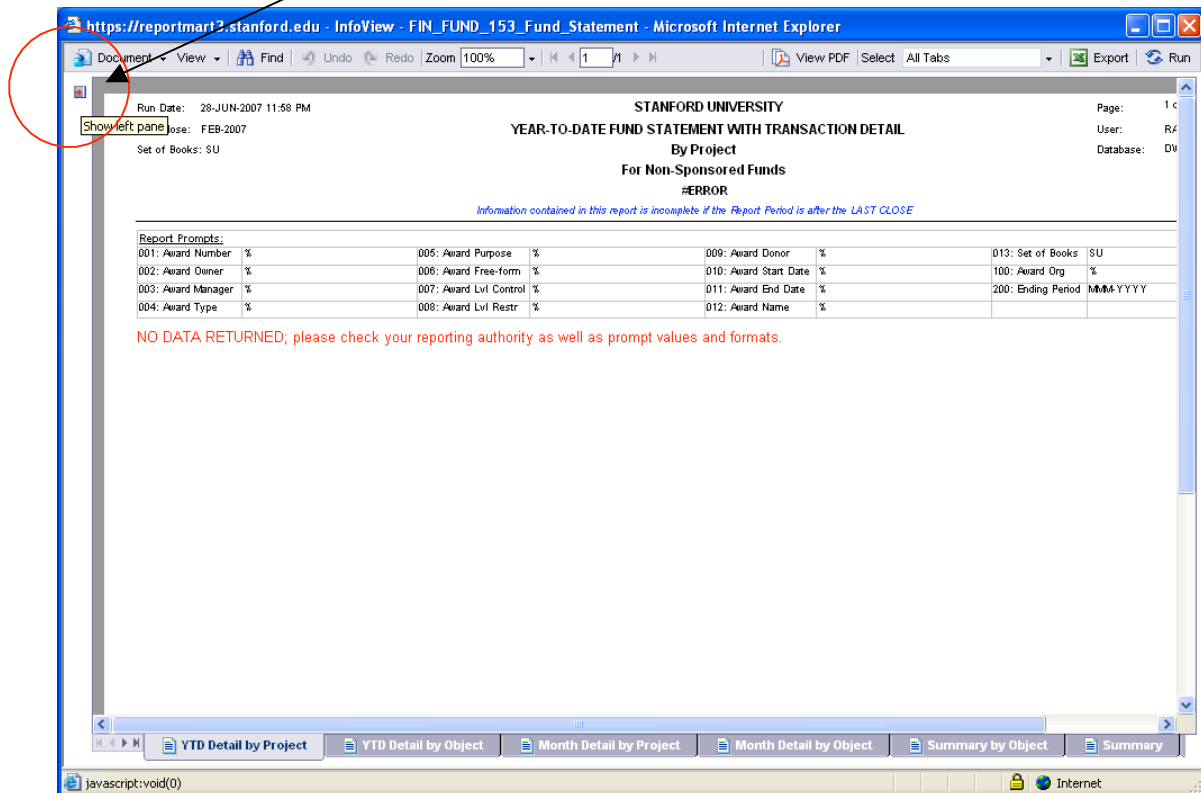 https://reportmart3.stanford.edu - InfoView - FIN_FUND_153_Fund_Statement - Microsoft Internet Explorer
Document View Find Undo Redo Zoom 100% 1 /1 View PDF Select All Tabs Export Run
Run Date: 28-JUN-2007 11:58 PM STANFORD UNIVERSITY Page: 1
Show left pane ose: FEB-2007 YEAR-TO-DATE FUND STATEMENT WITH TRANSACTION DETAIL User: RA
Set of Books: SU By Project Database: DW
For Non-Sponsored Funds
#ERROR
Information contained in this report is incomplete if the Report Period is after the LAST CLOSE
Report Prompts:
001: Award Number % 005: Award Purpose % 009: Award Donor % 013: Set of Books SU
002: Award Owner % 006: Award Free-form % 010: Award Start Date % 100: Award Org %
003: Award Manager % 007: Award Lvl Control % 011: Award End Date % 200: Ending Period MMM-YYYY
004: Award Type % 008: Award Lvl Restr % 012: Award Name %
NO DATA RETURNED; please check your reporting authority as well as prompt values and formats.
YTD Detail by Project YTD Detail by Object Month Detail by Project Month Detail by Object Summary by Object Summary
javascript:void(0) Internet